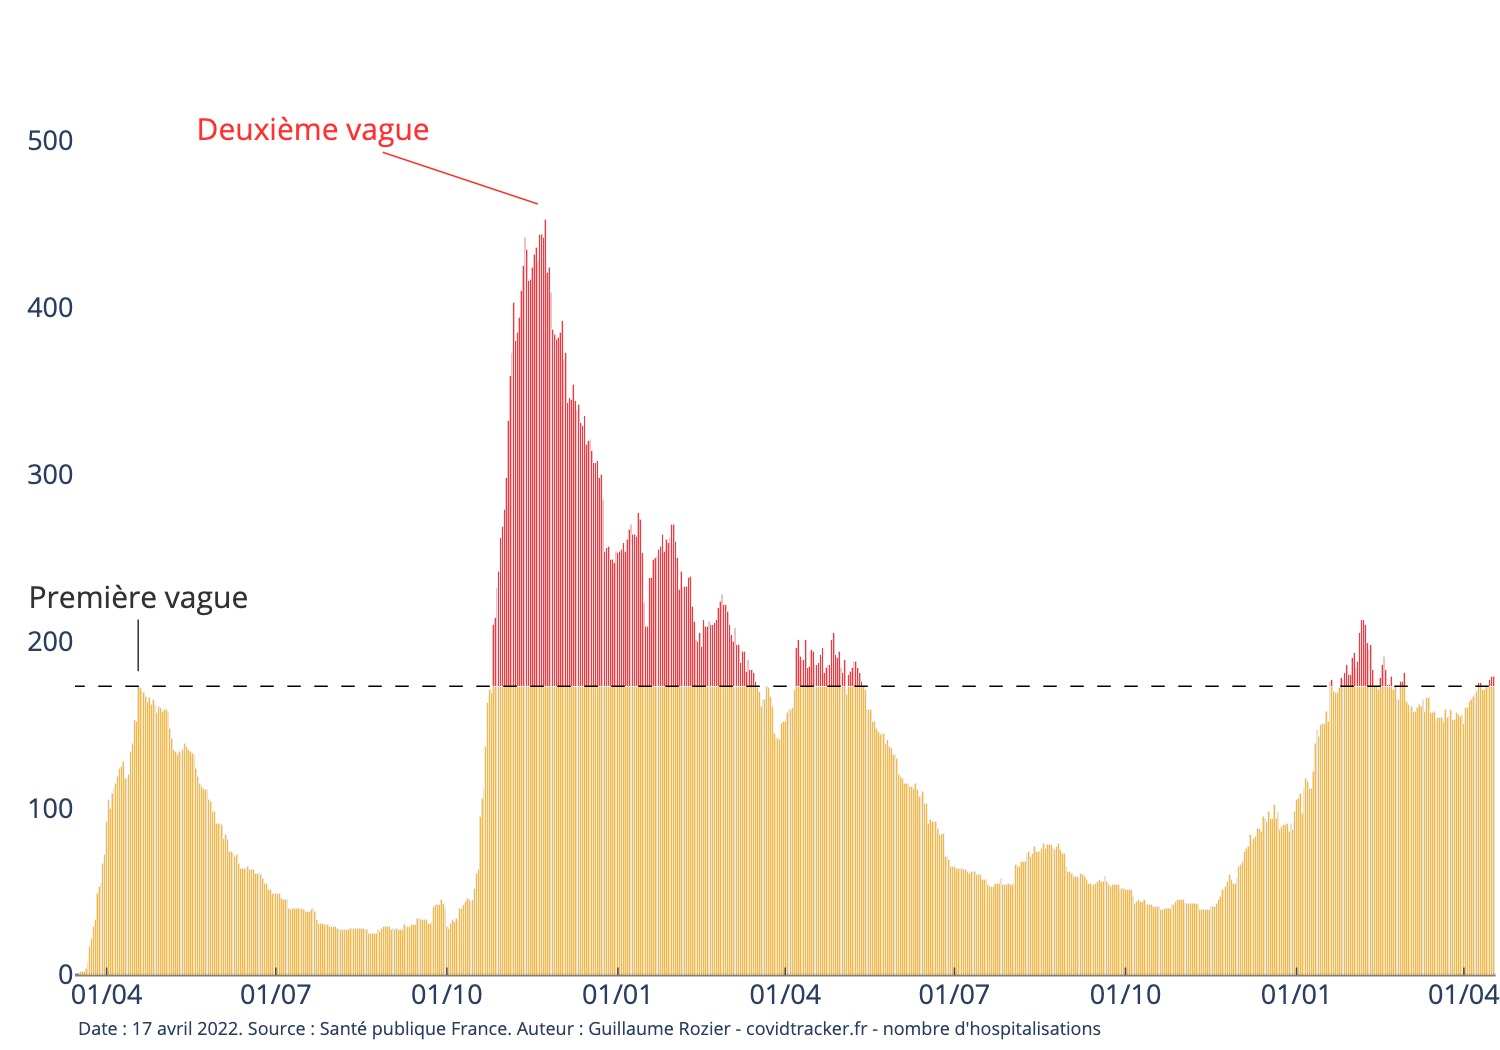 500
Deuxième vague
400
300
Première vague
200
100
0
01/04 01/07 01/10 01/01 01/04 01/07 01/10 01/01 01/04
Date : 17 avril 2022. Source : Santé publique France. Auteur : Guillaume Rozier - covidtracker.fr - nombre d'hospitalisations